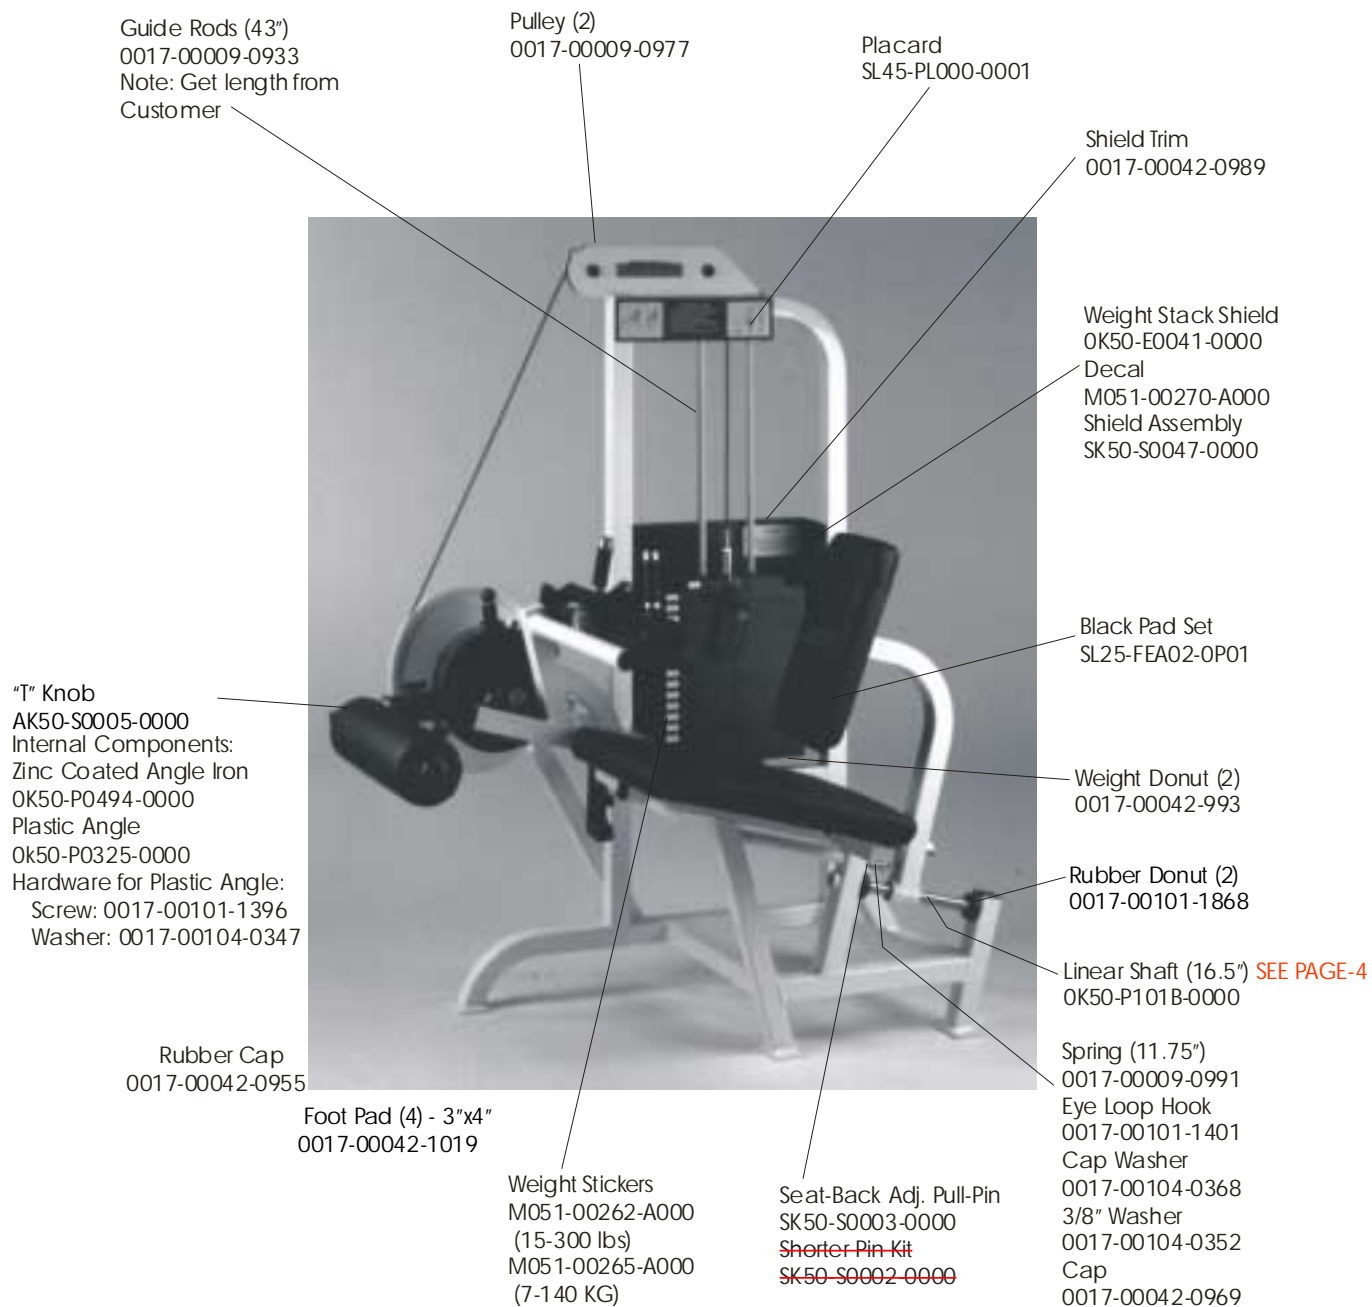 Guide Rods (43")
0017-00009-0933
Note: Get length from
Customer
Pulley (2)
0017-00009-0977
Placard
SL45-PL000-0001
Shield Trim
0017-00042-0989
Weight Stack Shield
0K50-E0041-0000
Decal
M051-00270-A000
Shield Assembly
SK50-S0047-0000
Black Pad Set
SL25-FEA02-0P01
"T" Knob
AK50-S0005-0000
Internal Components:
Zinc Coated Angle Iron
0K50-P0494-0000
Plastic Angle
0k50-P0325-0000
Hardware for Plastic Angle:
Screw: 0017-00101-1396
Washer: 0017-00104-0347
Weight Donut (2)
0017-00042-993
Rubber Donut (2)
0017-00101-1868
Linear Shaft (16.5") SEE PAGE-4
0K50-P101B-0000
Rubber Cap
0017-00042-0955
Foot Pad (4) - 3"x4"
0017-00042-1019
Weight Stickers
M051-00262-A000
(15-300 lbs)
M051-00265-A000
(7-140 KG)
Seat-Back Adj. Pull-Pin
SK50-S0003-0000
Shorter Pin Kit
SK50-S0002-0000
Spring (11.75")
0017-00009-0991
Eye Loop Hook
0017-00101-1401
Cap Washer
0017-00104-0368
3/8" Washer
0017-00104-0352
Cap
0017-00042-0969